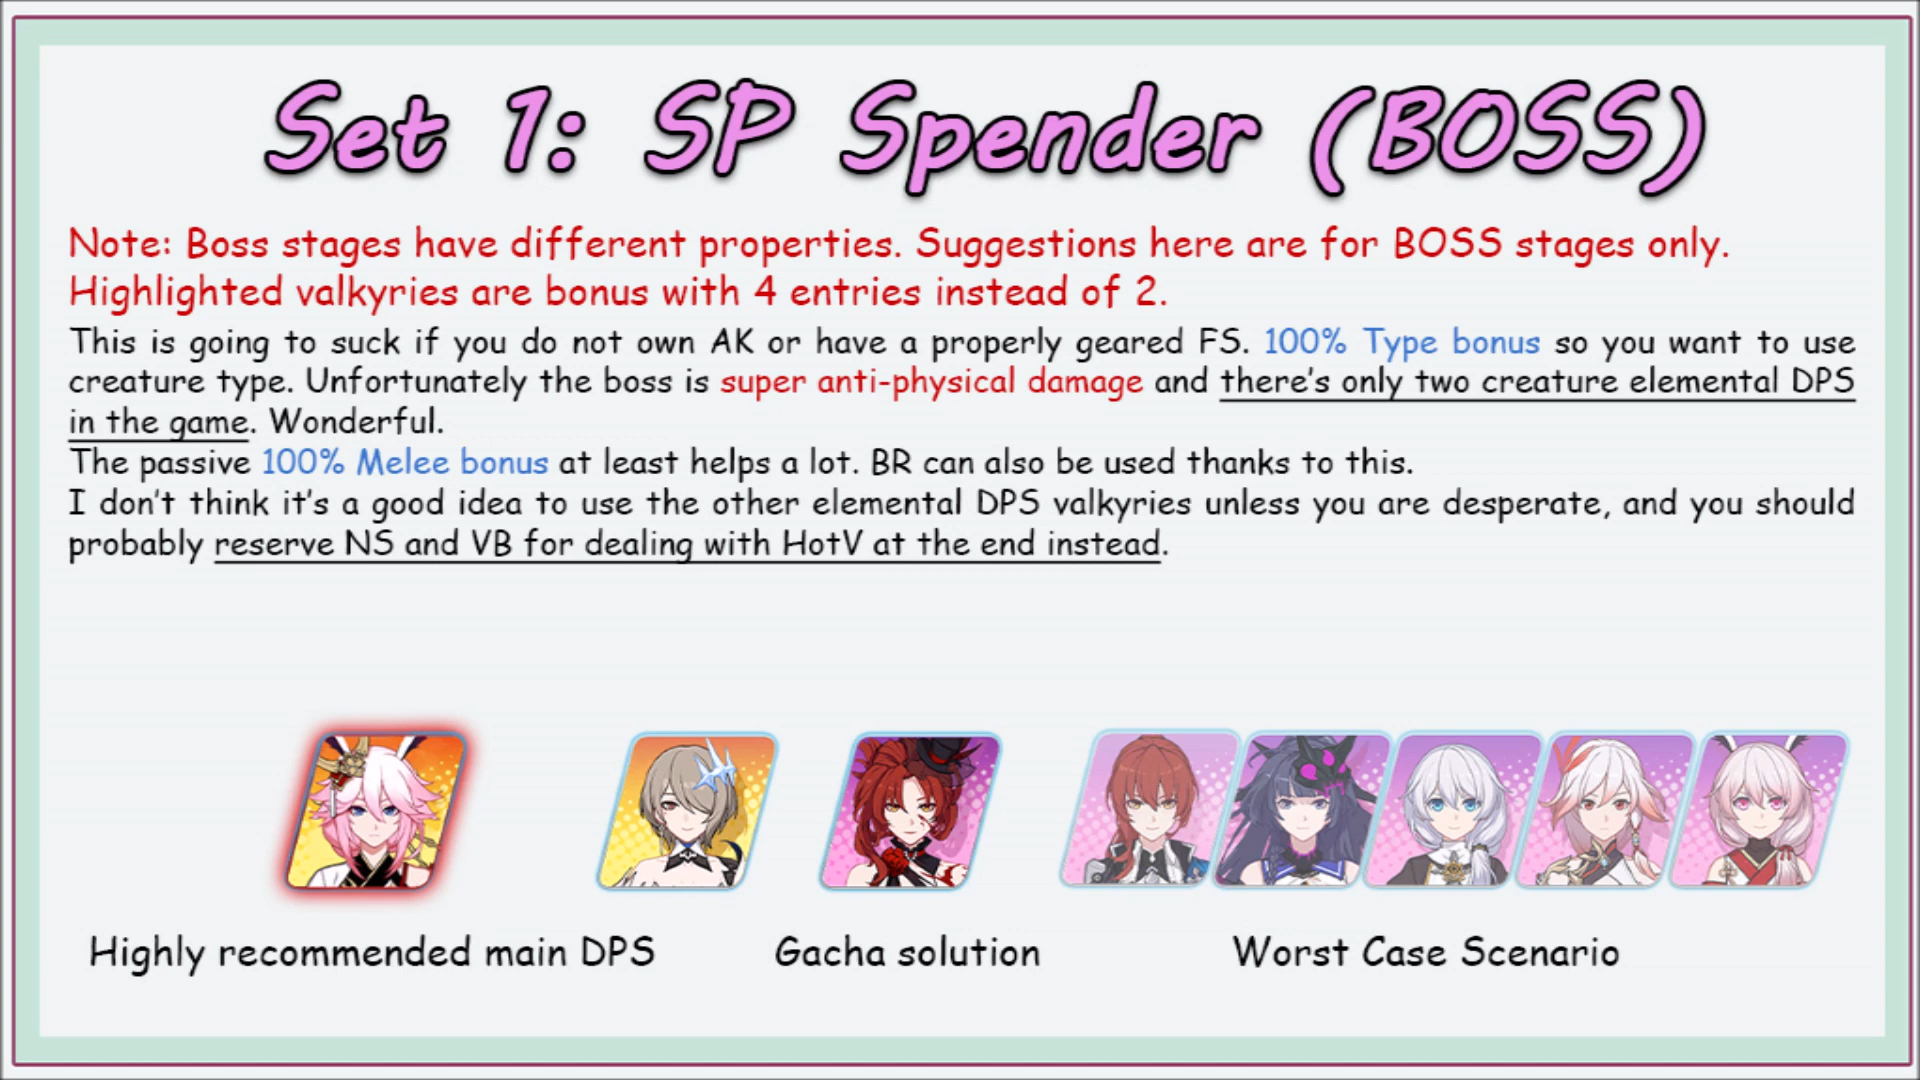 Set 1: SP Spender (BOSS)
Note: Boss stages have different properties. Suggestions here are for BOSS stages only.
Highlighted valkyries are bonus with 4 entries instead of 2.
This is going to suck if you do not own AK or have a properly geared FS. 100% Type bonus so you want to use
creature type. Unfortunately the boss is super anti-physical damage and there's only two creature elemental DPS
in the game. Wonderful.
The passive 100% Melee bonus at least helps a lot. BR can also be used thanks to this.
I don't think it's a good idea to use the other elemental DPS valkyries unless you are desperate, and you should
probably reserve NS and VB for dealing with HotV at the end instead.
Highly recommended main DPS
Gacha solution
Worst Case Scenario